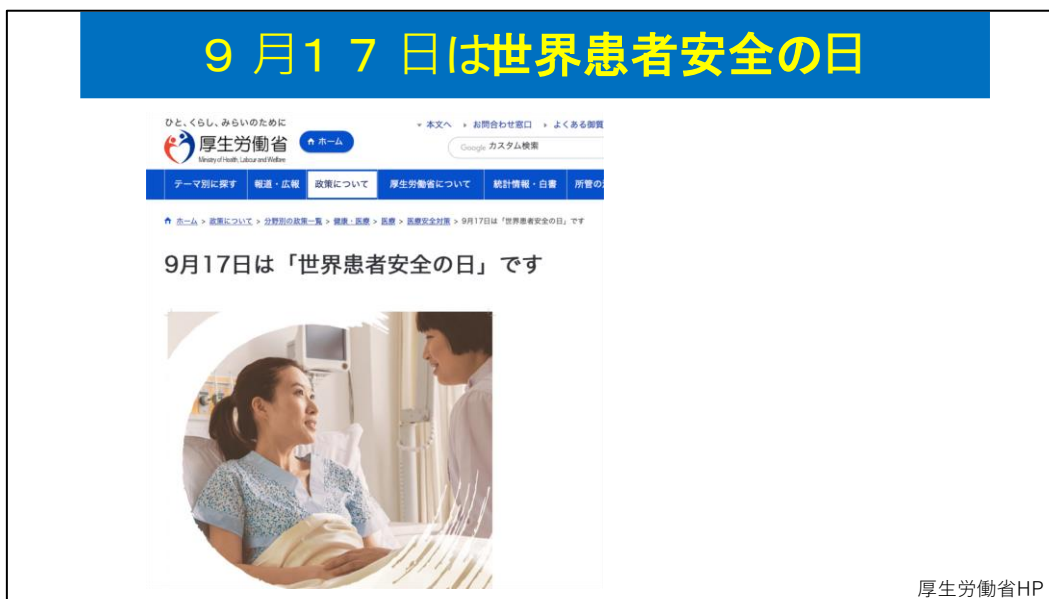 ９月１７日は世界患者安全の日
ひと、くらし、みらいのために
厚生労働省
Ministry of Health, Labour and Welfare
ホーム
本文へ お問合わせ窓口 よくある御質
Google カスタム検索
テーマ別に探す 報道・広報 政策について 厚生労働省について 統計情報・白書 所管の
ホーム > 政策について > 分野別の政策一覧 > 健康・医療 > 医療 > 医療安全対策 > 9月17日は「世界患者安全の日」です
9月17日は「世界患者安全の日」です
厚生労働省HP